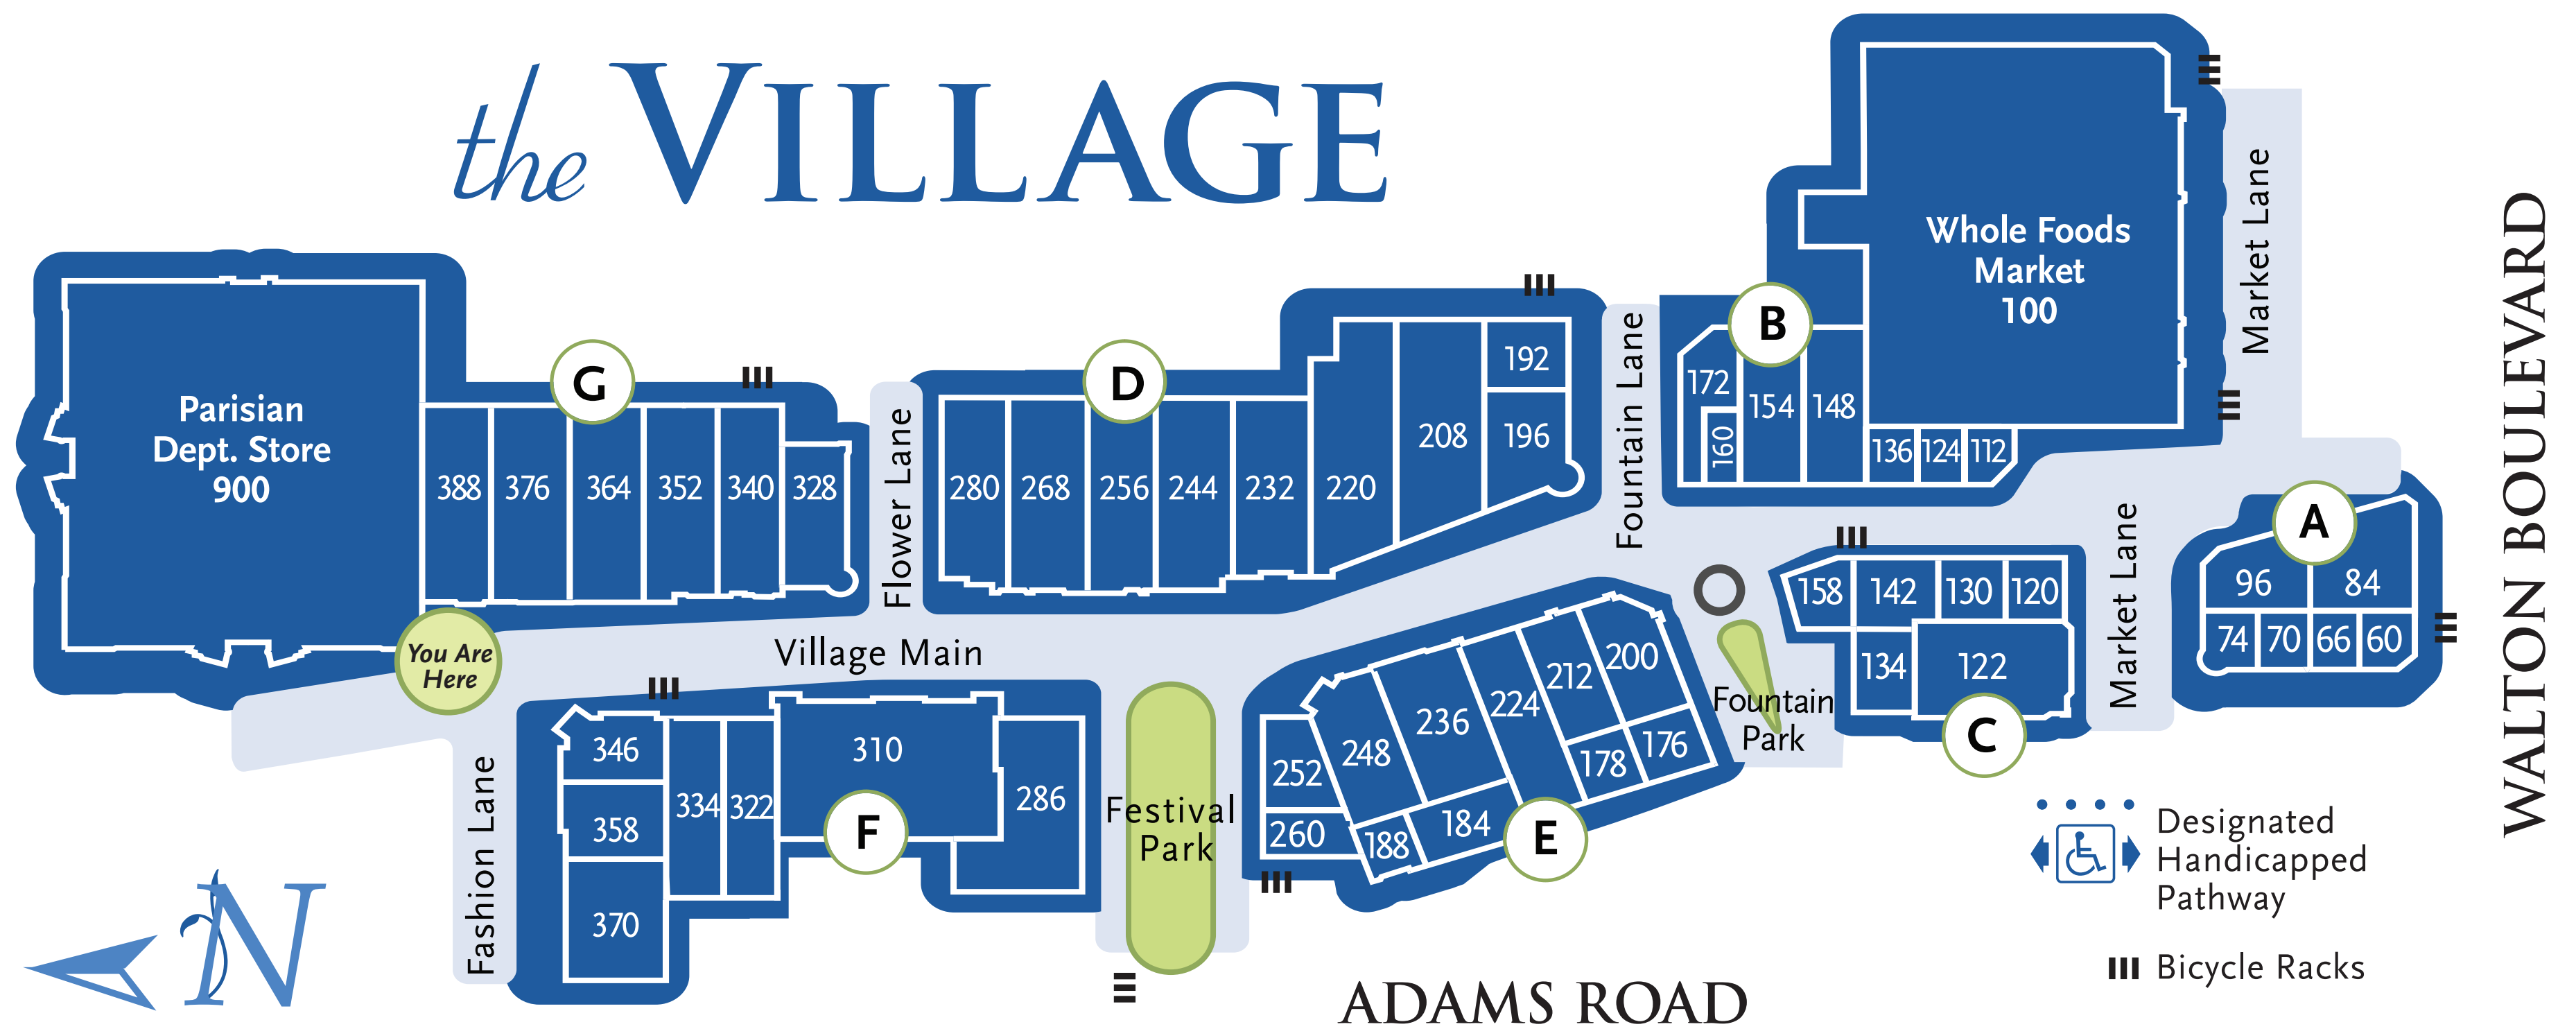 the VILLAGE
Parisian
Dept. Store
900
G
388
376
364
352
340
328
Flower Lane
D
280
268
256
244
232
220
208
192
196
Fountain Lane
B
172
160
154
148
Whole Foods
Market
100
136
124
112
Market Lane
WALTON BOULEVARD
A
96
84
74
70
66
60
Market Lane
158
142
130
120
134
122
C
You Are
Here
Village Main
Fashion Lane
346
358
370
334
322
310
286
F
Festival
Park
252
260
248
236
224
212
200
188
184
178
176
E
Fountain
Park
Designated
Handicapped
Pathway
Bicycle Racks
N
ADAMS ROAD